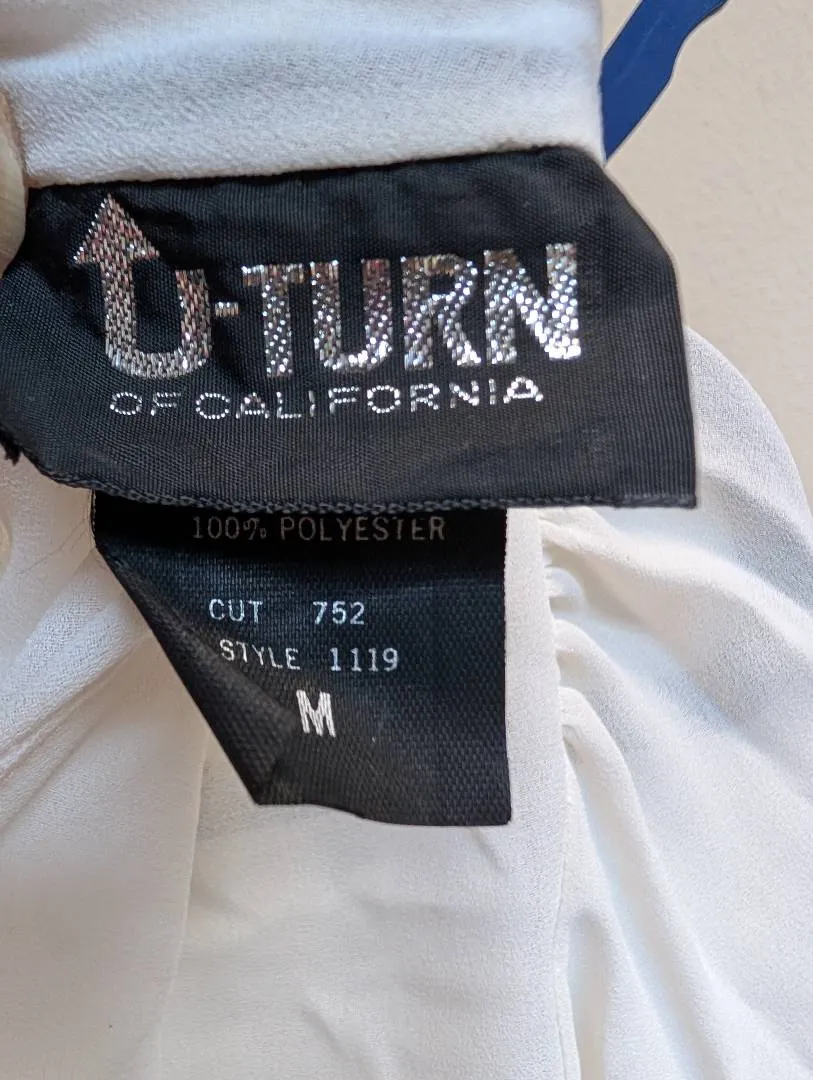 U-TURN
OF CALIFORNIA
100% POLYESTER
CUT 752
STYLE 1119
M